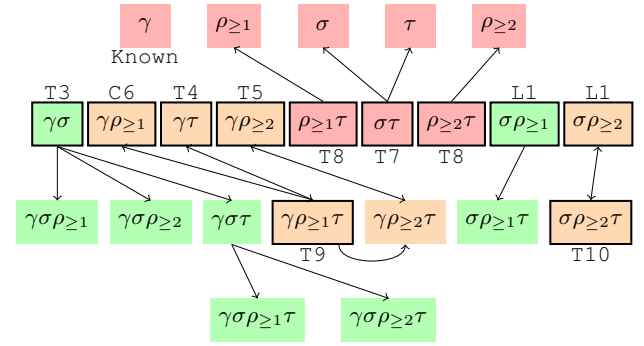 γ ρ≥1 σ τ ρ≥2
Known
T3 C6 T4 T5 L1 L1
γσ γρ≥1 γτ γρ≥2 ρ≥1τ στ ρ≥2τ σρ≥1 σρ≥2
T8 T7 T8
γσρ≥1 γσρ≥2 γστ γρ≥1τ γρ≥2τ σρ≥1τ σρ≥2τ
T9 T10
γσρ≥1τ γσρ≥2τ